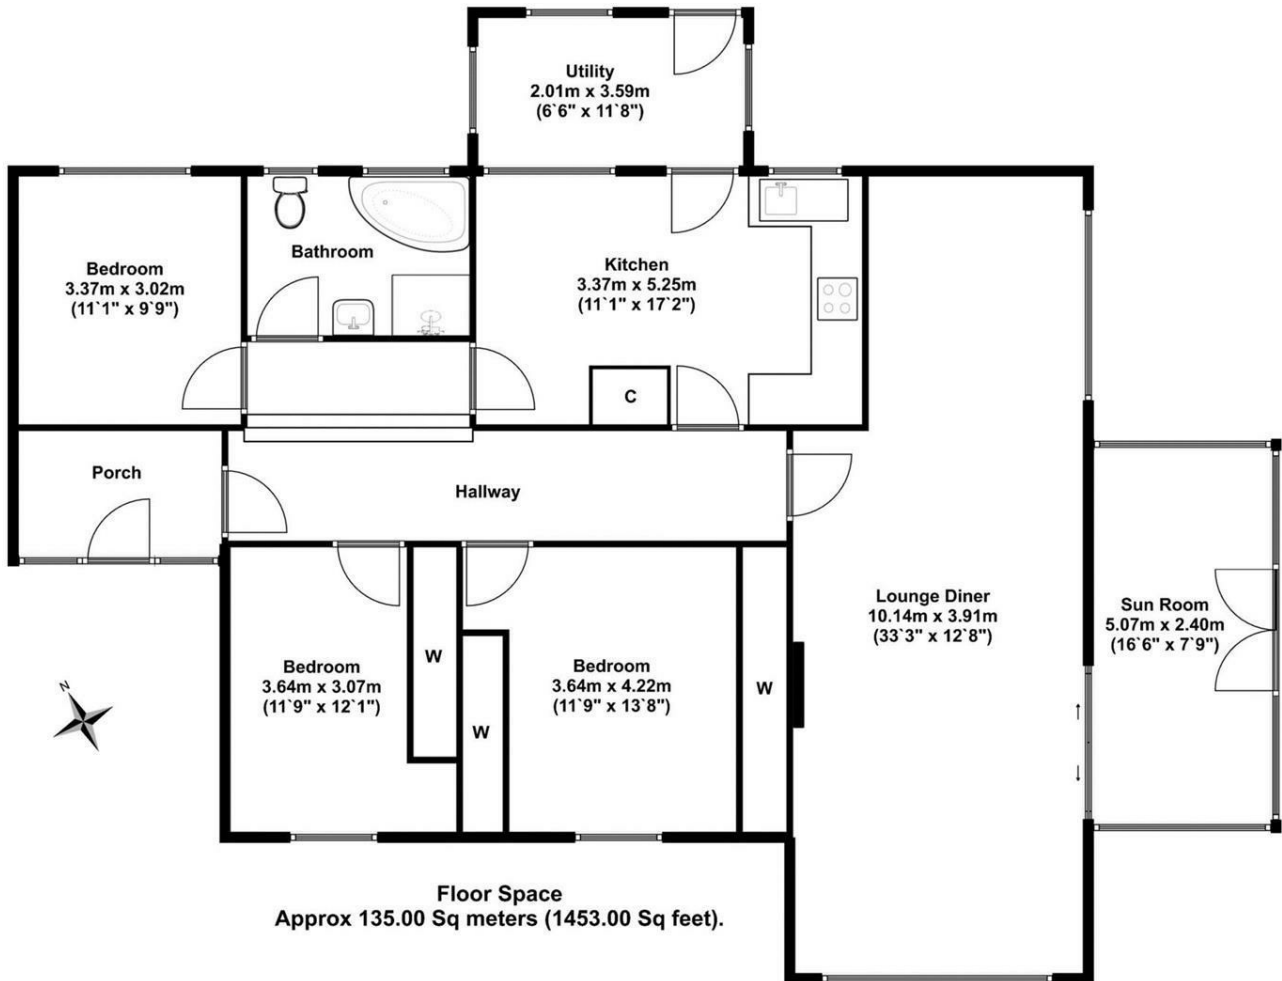 Utility
2.01m x 3.59m
(6`6" x 11`8")
Bedroom
3.37m x 3.02m
(11`1" x 9`9")
Bathroom
Kitchen
3.37m x 5.25m
(11`1" x 17`2")
C
Porch
Hallway
Lounge Diner
10.14m x 3.91m
(33`3" x 12`8")
Sun Room
5.07m x 2.40m
(16`6" x 7`9")
Bedroom
3.64m x 3.07m
(11`9" x 12`1")
W
W
Bedroom
3.64m x 4.22m
(11`9" x 13`8")
W
N
Floor Space
Approx 135.00 Sq meters (1453.00 Sq feet).